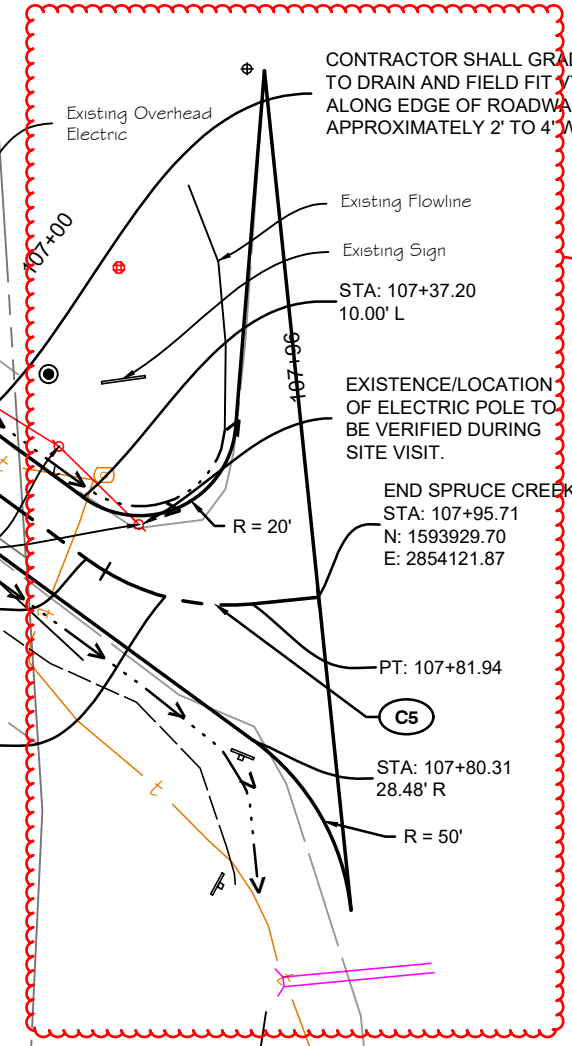 CONTRACTOR SHALL GRAD
TO DRAIN AND FIELD FIT
ALONG EDGE OF ROADWA
APPROXIMATELY 2' TO 4'
Existing Overhead
Electric
107+00
Existing Flowline
Existing Sign
STA: 107+37.20
10.00' L
107+96
EXISTENCE/LOCATION
OF ELECTRIC POLE TO
BE VERIFIED DURING
SITE VISIT.
END SPRUCE CREEK
STA: 107+95.71
N: 1593929.70
E: 2854121.87
R = 20'
PT: 107+81.94
C5
STA: 107+80.31
28.48' R
R = 50'
t
t
t
t